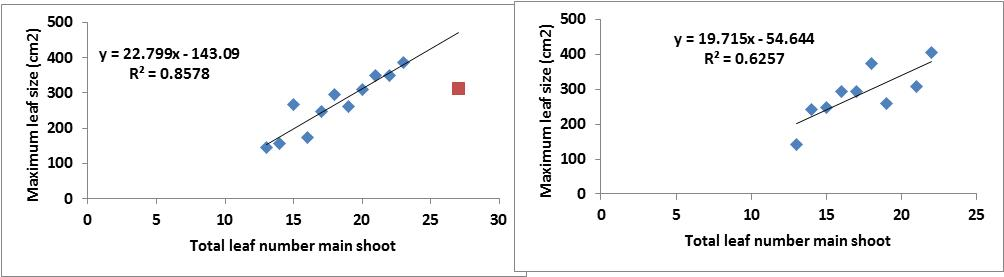 500
400
300
200
100
0
Maximum leaf size (cm2)
y = 22.799x - 143.09
R² = 0.8578
0 5 10 15 20 25 30
Total leaf number main shoot
500
400
300
200
100
0
Maximum leaf size (cm2)
y = 19.715x - 54.644
R² = 0.6257
0 5 10 15 20 25
Total leaf number main shoot